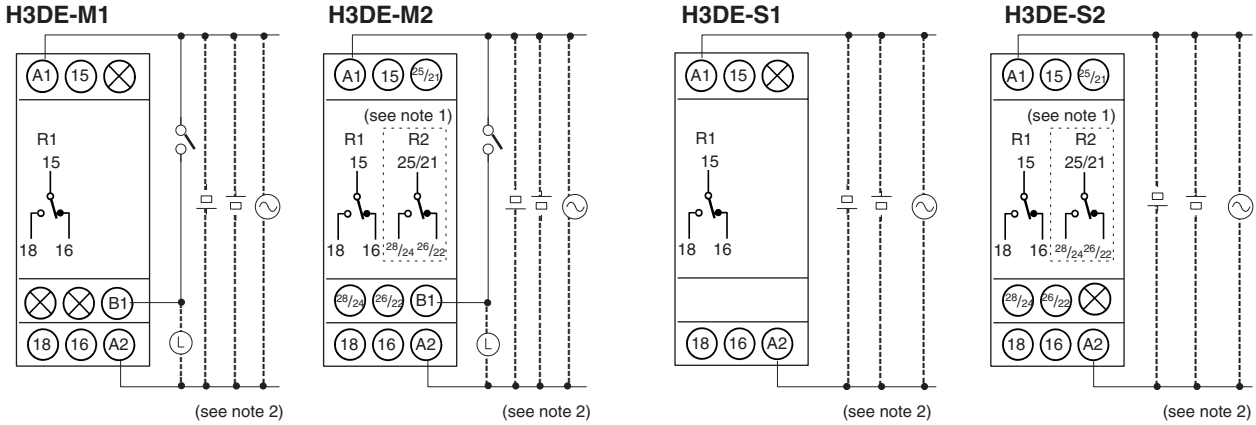 H3DE-M1
A1 15
R1
15
18 16
B1
18 16 A2
L
(see note 2)
H3DE-M2
A1 15 25/21
(see note 1)
R1 R2
15 25/21
18 16 28/24 26/22
28/24 26/22 B1
18 16 A2
L
(see note 2)
H3DE-S1
A1 15
R1
15
18 16
18 16 A2
(see note 2)
H3DE-S2
A1 15 25/21
(see note 1)
R1 R2
15 25/21
18 16 28/24 26/22
28/24 26/22
18 16 A2
(see note 2)